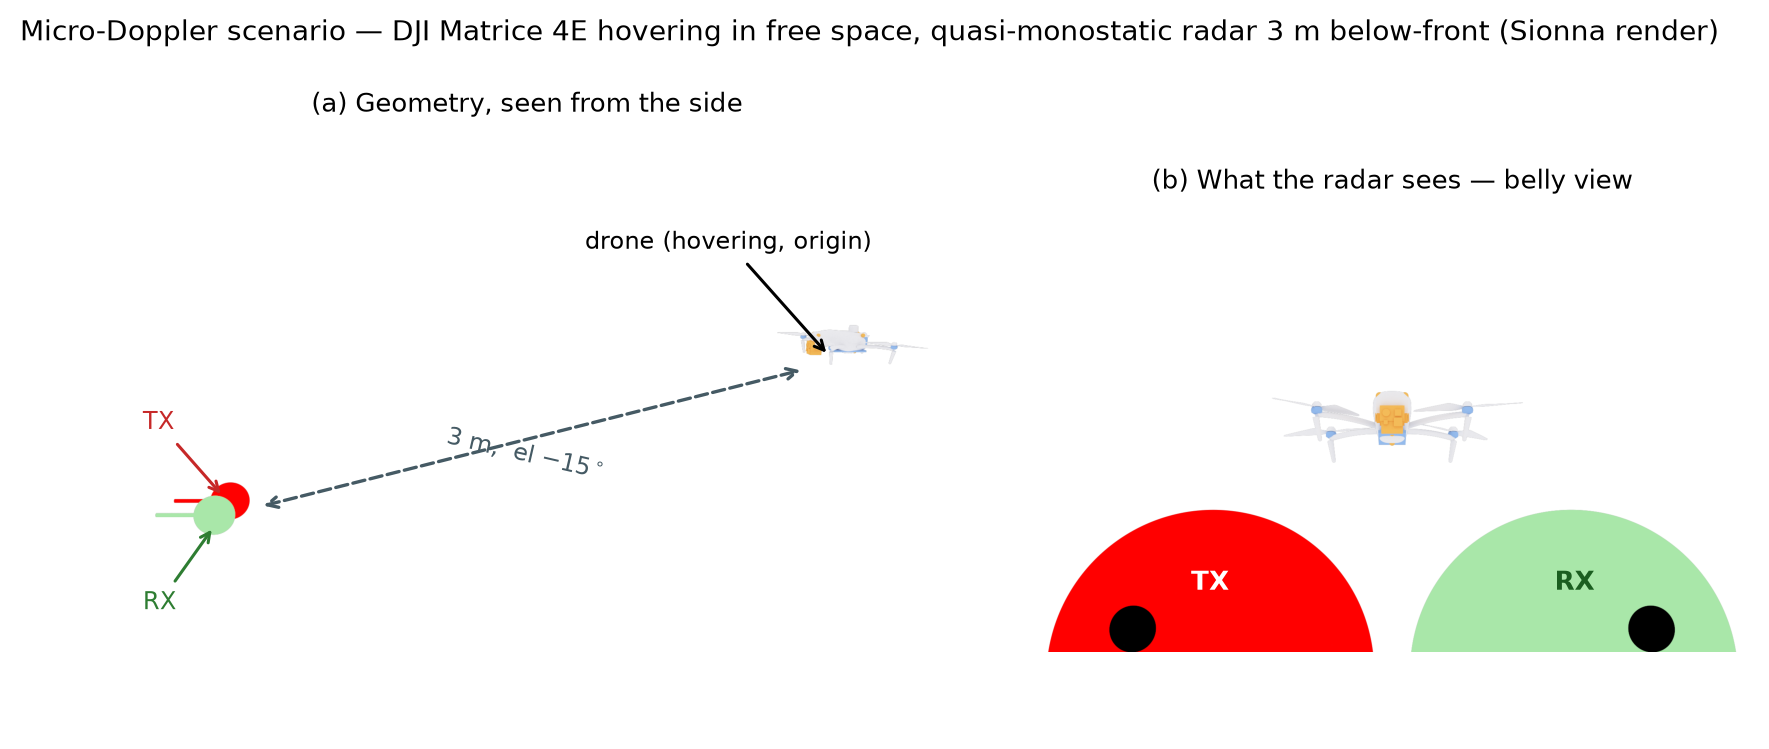 Micro-Doppler scenario — DJI Matrice 4E hovering in free space, quasi-monostatic radar 3 m below-front (Sionna render)
(a) Geometry, seen from the side
(b) What the radar sees — belly view
drone (hovering, origin)
TX
3 m, el −15°
RX
TX
RX